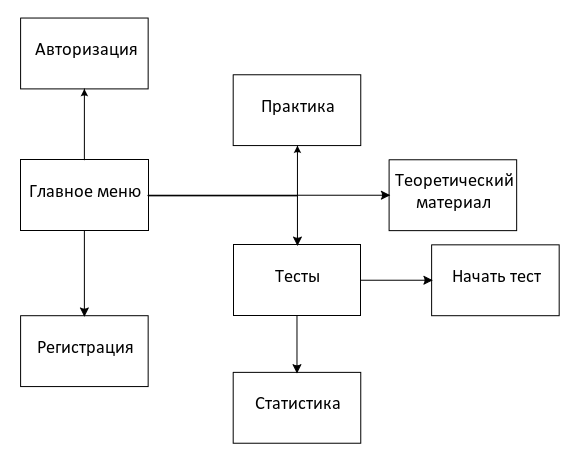 Авторизация
Практика
Главное меню
Теоретический
материал
Тесты
Начать тест
Регистрация
Статистика